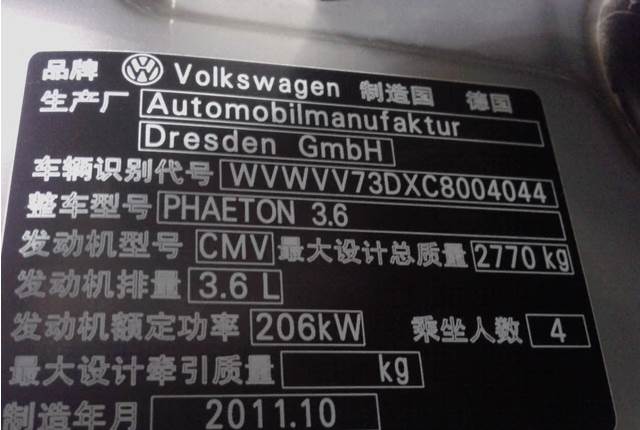 品牌 VW Volkswagen 制造国 德国
生产厂 Automobilmanufaktur
Dresden GmbH
车辆识别代号 WVWVV73DXC8004044
整车型号 PHAETON 3.6
发动机型号 CMV 最大设计总质量 2770 kg
发动机排量 3.6 L
发动机额定功率 206kW 乘坐人数 4
最大设计牵引质量 kg
制造年月 2011.10